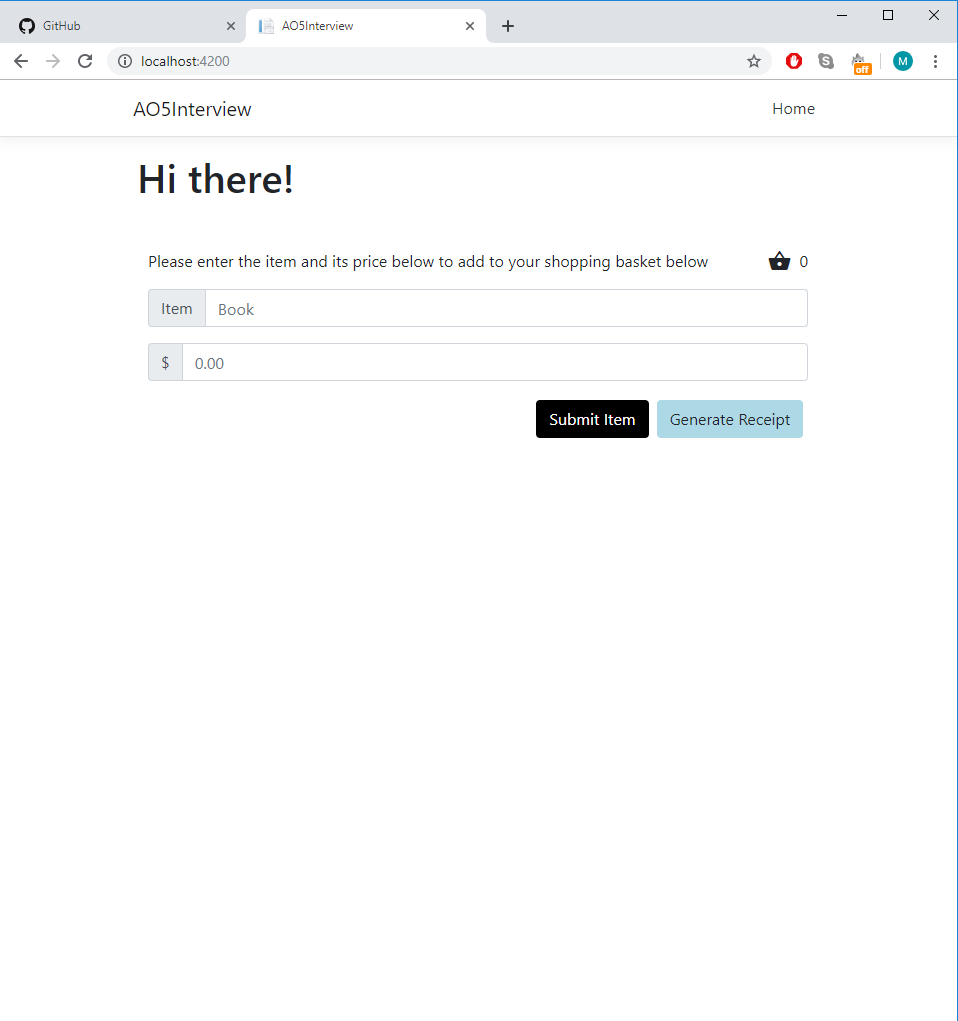 GitHub
AO5Interview
localhost:4200
S
off
M
AO5Interview
Home
Hi there!
Please enter the item and its price below to add to your shopping basket below
0
Item
Book
$
0.00
Submit Item
Generate Receipt